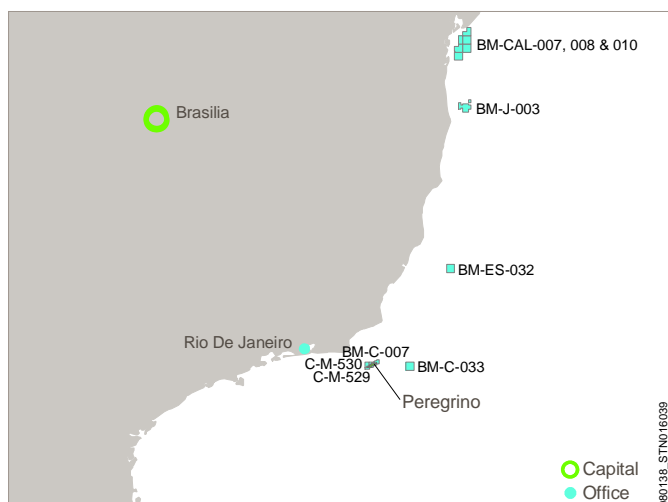 BM-CAL-007, 008 & 010
Brasilia
BM-J-003
BM-ES-032
Rio De Janeiro
BM-C-007
C-M-530
BM-C-033
C-M-529
Peregrino
Capital
Office
80138_STN016039